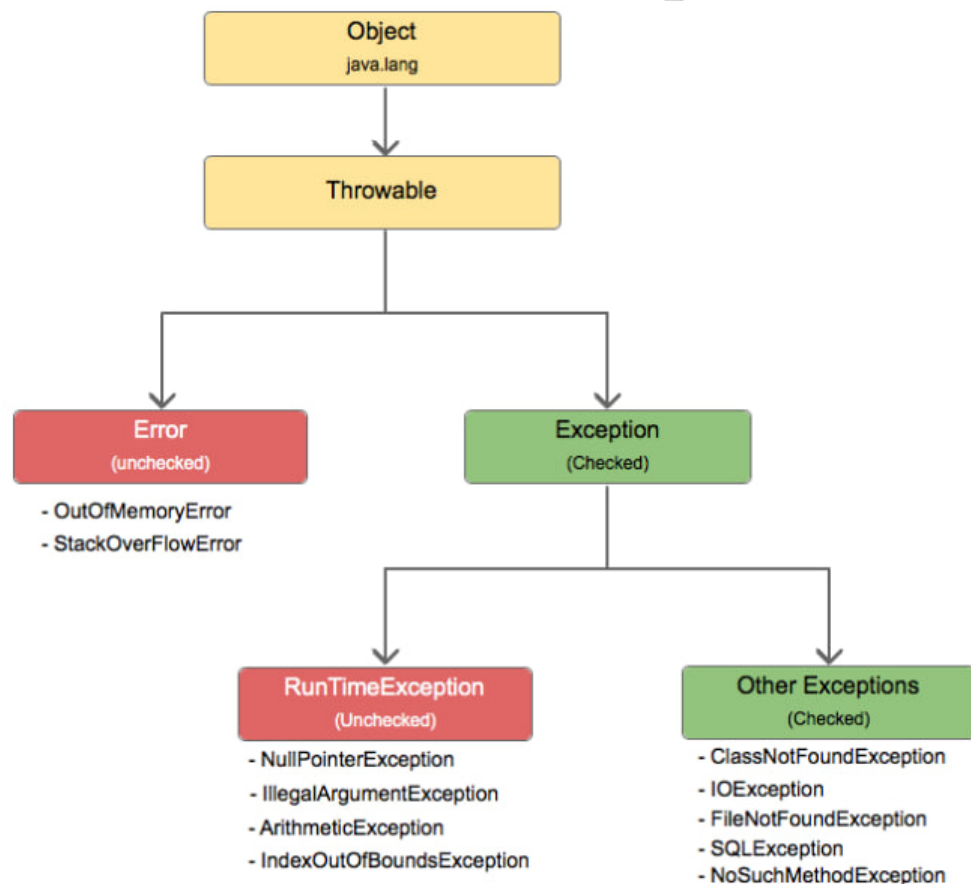 Object
java.lang
Throwable
Error
(unchecked)
- OutOfMemoryError
- StackOverFlowError
Exception
(Checked)
RunTimeException
(Unchecked)
- NullPointerException
- IllegalArgumentException
- ArithmeticException
- IndexOutOfBoundsException
Other Exceptions
(Checked)
- ClassNotFoundException
- IOException
- FileNotFoundException
- SQLException
- NoSuchMethodException